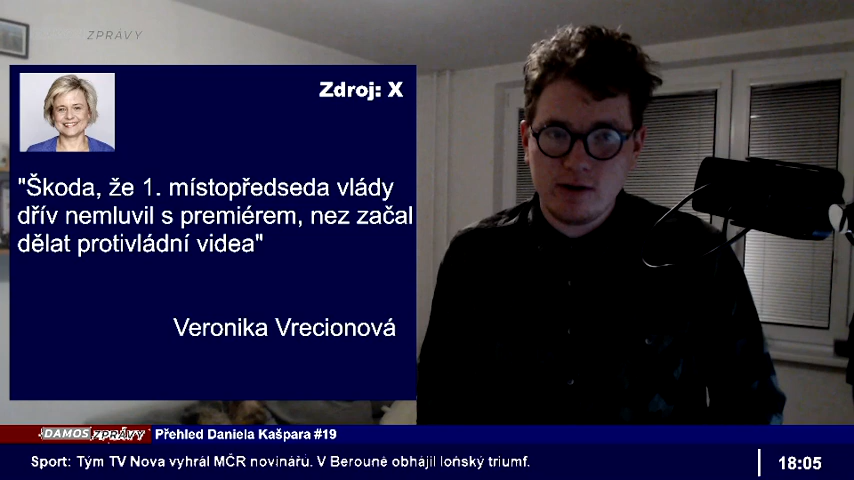 ZPRÁVY
Zdroj: X
"Škoda, že 1. místopředseda vlády
dřív nemluvil s premiérem, nez začal
dělat protivládní videa"
Veronika Vrecionová
DAMOS ZPRÁVY Přehled Daniela Kašpara #19
Sport: Tým TV Nova vyhrál MČR novinářů. V Berouně obhájil loňský triumf.
18:05